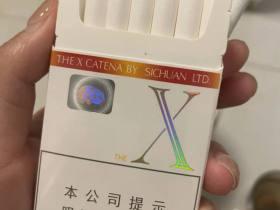 THE X CATENA BY SICHUAN LTD
THE X
本公司提示